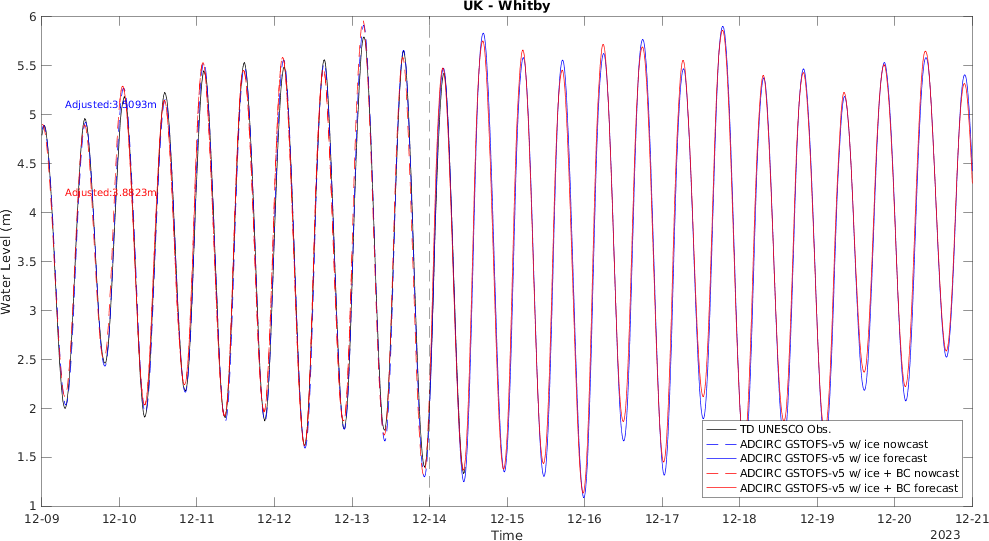 UK - Whitby
6
5.5
5
4.5
4
3.5
3
2.5
2
1.5
1
Water Level (m)
Adjusted:3.5093m
Adjusted:3.8823m
TD UNESCO Obs.
ADCIRC GSTOFS-v5 w/ ice nowcast
ADCIRC GSTOFS-v5 w/ ice forecast
ADCIRC GSTOFS-v5 w/ ice + BC nowcast
ADCIRC GSTOFS-v5 w/ ice + BC forecast
12-09 12-10 12-11 12-12 12-13 12-14 12-15 12-16 12-17 12-18 12-19 12-20 12-21
Time
2023